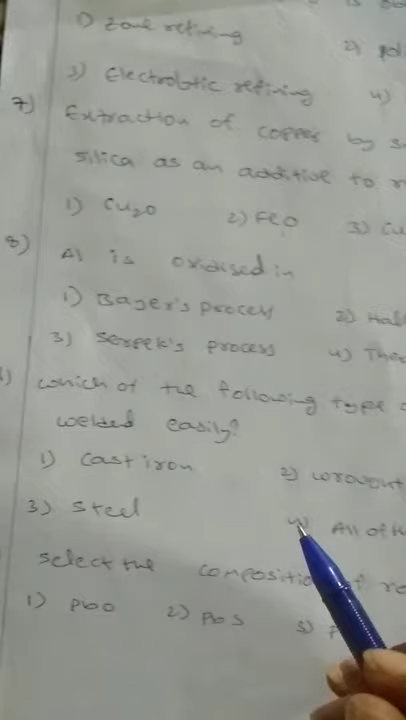 1) Zone refining 2)
3) Electrolytic refining 4)
7) Extraction of copper by
silica as an additive to
1) Cu2O 2) FeO 3) Cu
8) Al is oxidised in
1) Bayer's process 2) Hall
3) Serpek's process 4) Ther
which of the following type
welded easily?
1) cast iron 2) wrought
3) steel 4) All of th
select the composition of
1) PbO 2) PbS 3)